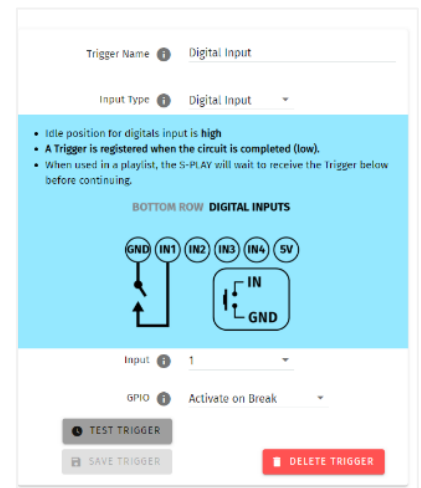 Trigger Name Digital Input
Input Type Digital Input
Idle position for digitals input is high
A Trigger is registered when the circuit is completed (low).
When used in a playlist, the S-PLAY will wait to receive the Trigger below
before continuing.
BOTTOM ROW DIGITAL INPUTS
GND IN1 IN2 IN3 IN4 5V
IN
GND
Input 1
GPIO Activate on Break
TEST TRIGGER
SAVE TRIGGER DELETE TRIGGER